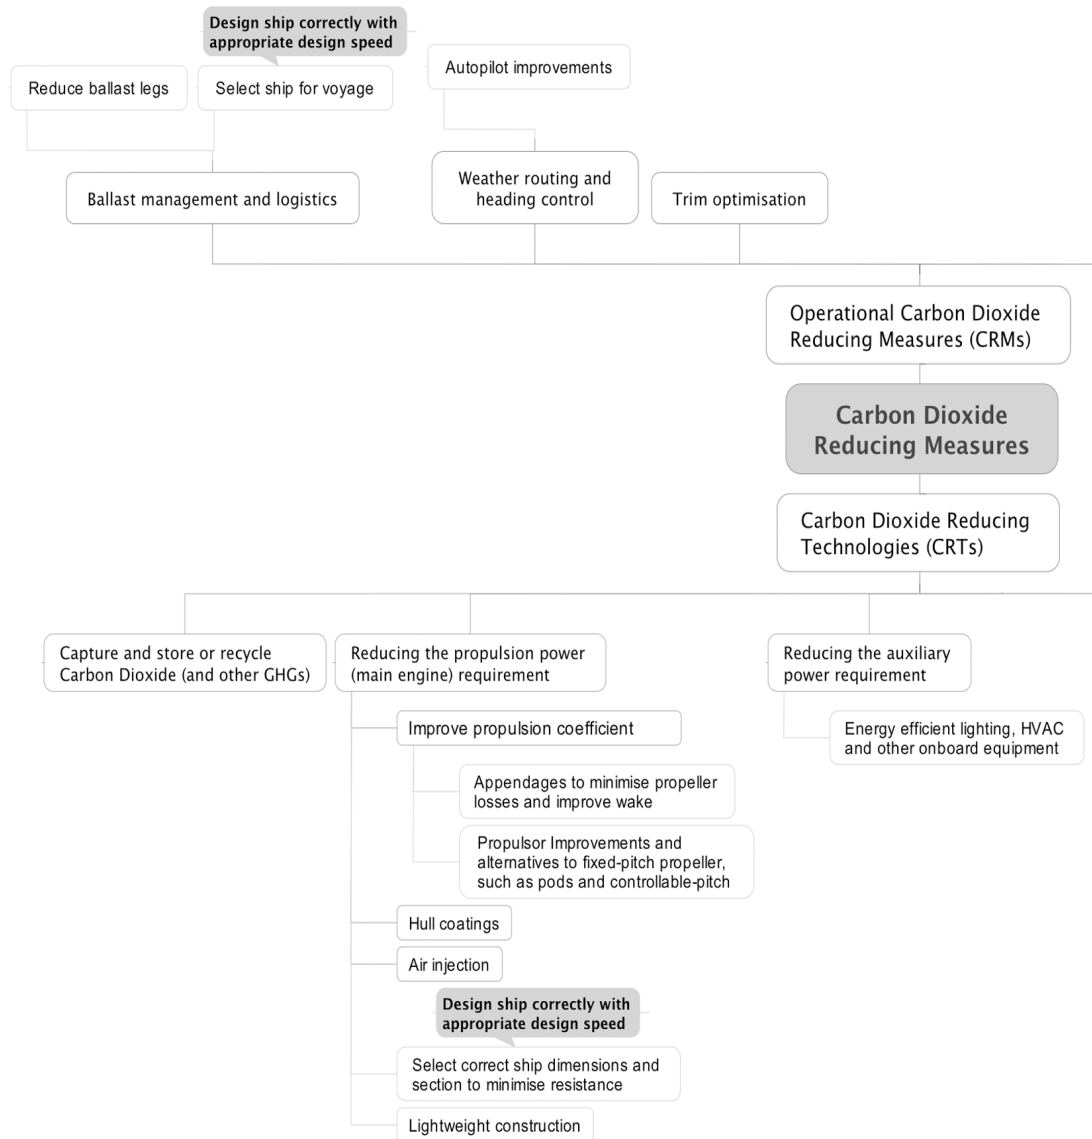 Design ship correctly with
appropriate design speed
Reduce ballast legs
Select ship for voyage
Autopilot improvements
Ballast management and logistics
Weather routing and
heading control
Trim optimisation
Operational Carbon Dioxide
Reducing Measures (CRMs)
Carbon Dioxide
Reducing Measures
Carbon Dioxide Reducing
Technologies (CRTs)
Capture and store or recycle
Carbon Dioxide (and other GHGs)
Reducing the propulsion power
(main engine) requirement
Reducing the auxiliary
power requirement
Improve propulsion coefficient
Energy efficient lighting, HVAC
and other onboard equipment
Appendages to minimise propeller
losses and improve wake
Propulsor Improvements and
alternatives to fixed-pitch propeller,
such as pods and controllable-pitch
Hull coatings
Air injection
Design ship correctly with
appropriate design speed
Select correct ship dimensions and
section to minimise resistance
Lightweight construction